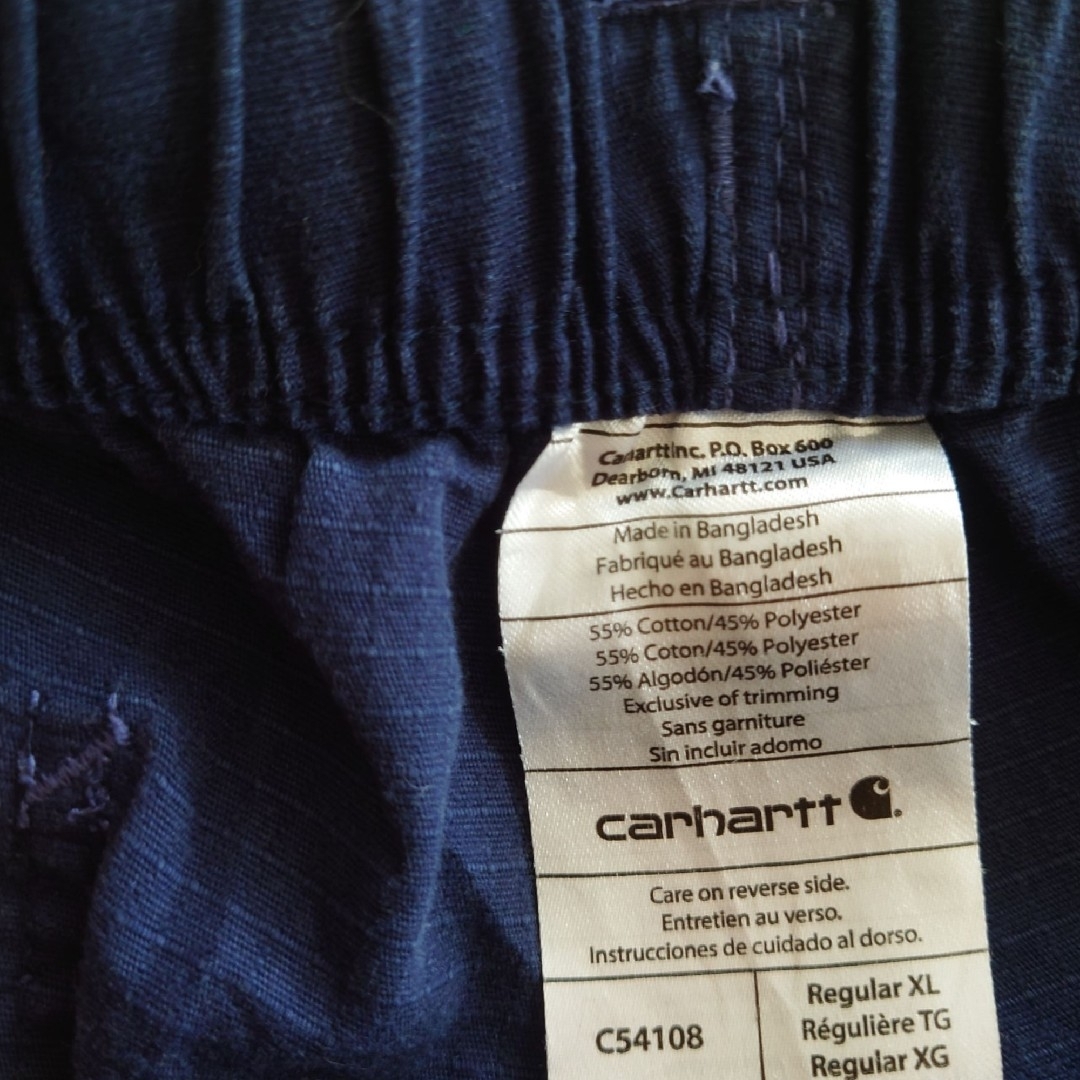 Carhartt Inc. P.O. Box 600
Dearborn, MI 48121 USA
www.Carhartt.com
Made in Bangladesh
Fabriqué au Bangladesh
Hecho en Bangladesh
55% Cotton/45% Polyester
55% Coton/45% Polyester
55% Algodón/45% Poliéster
Exclusive of trimming
Sans garniture
Sin incluir adorno
carhartt
Care on reverse side.
Entretien au verso.
Instrucciones de cuidado al dorso.
C54108
Regular XL
Régulière TG
Regular XG